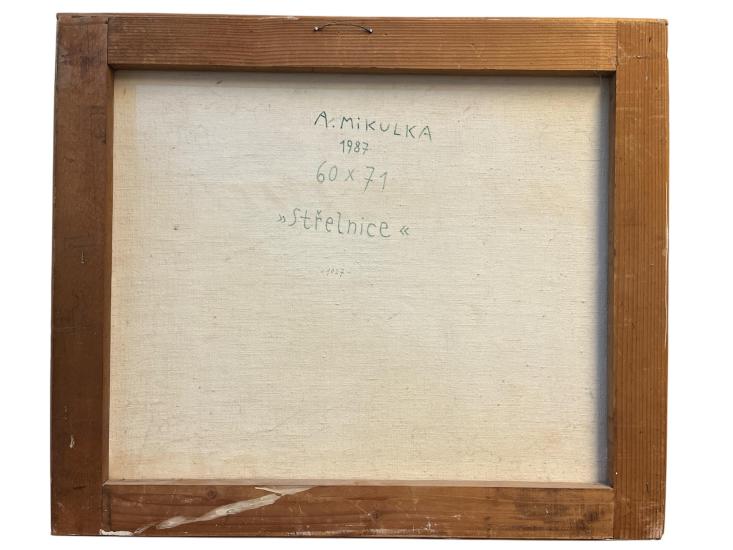 A. MiKULKA
1987
60 x 71
»Střelnice«